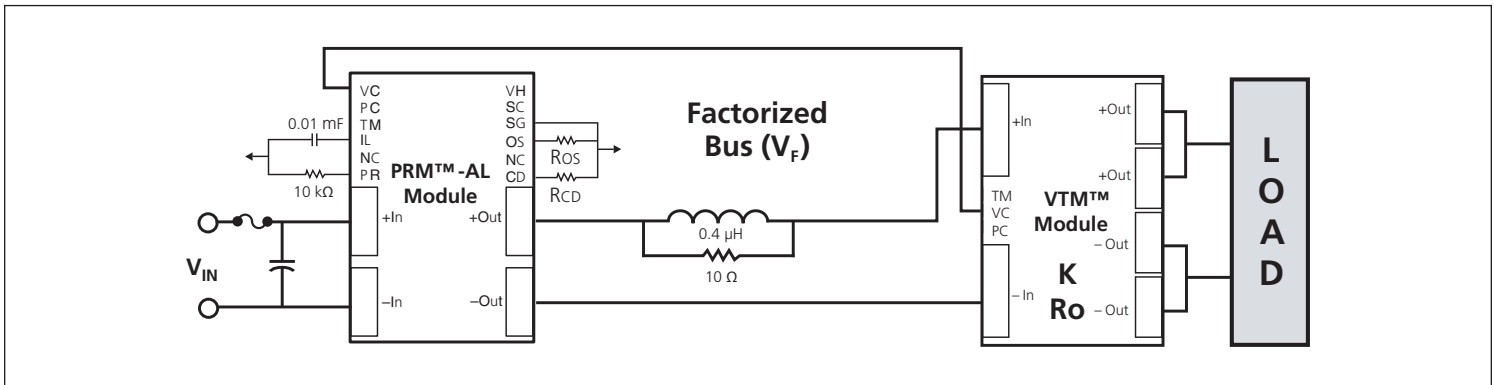 VC
PC
TM
IL
NC
PR
VH
SC
SG
OS
NC
CD
0.01 mF
10 kΩ
ROS
RCD
PRM™-AL
Module
+In
–In
+Out
–Out
VIN
Factorized
Bus (VF)
0.4 µH
10 Ω
+In
TM
VC
PC
– In
VTM™
Module
K
Ro
+Out
+Out
– Out
– Out
LOAD